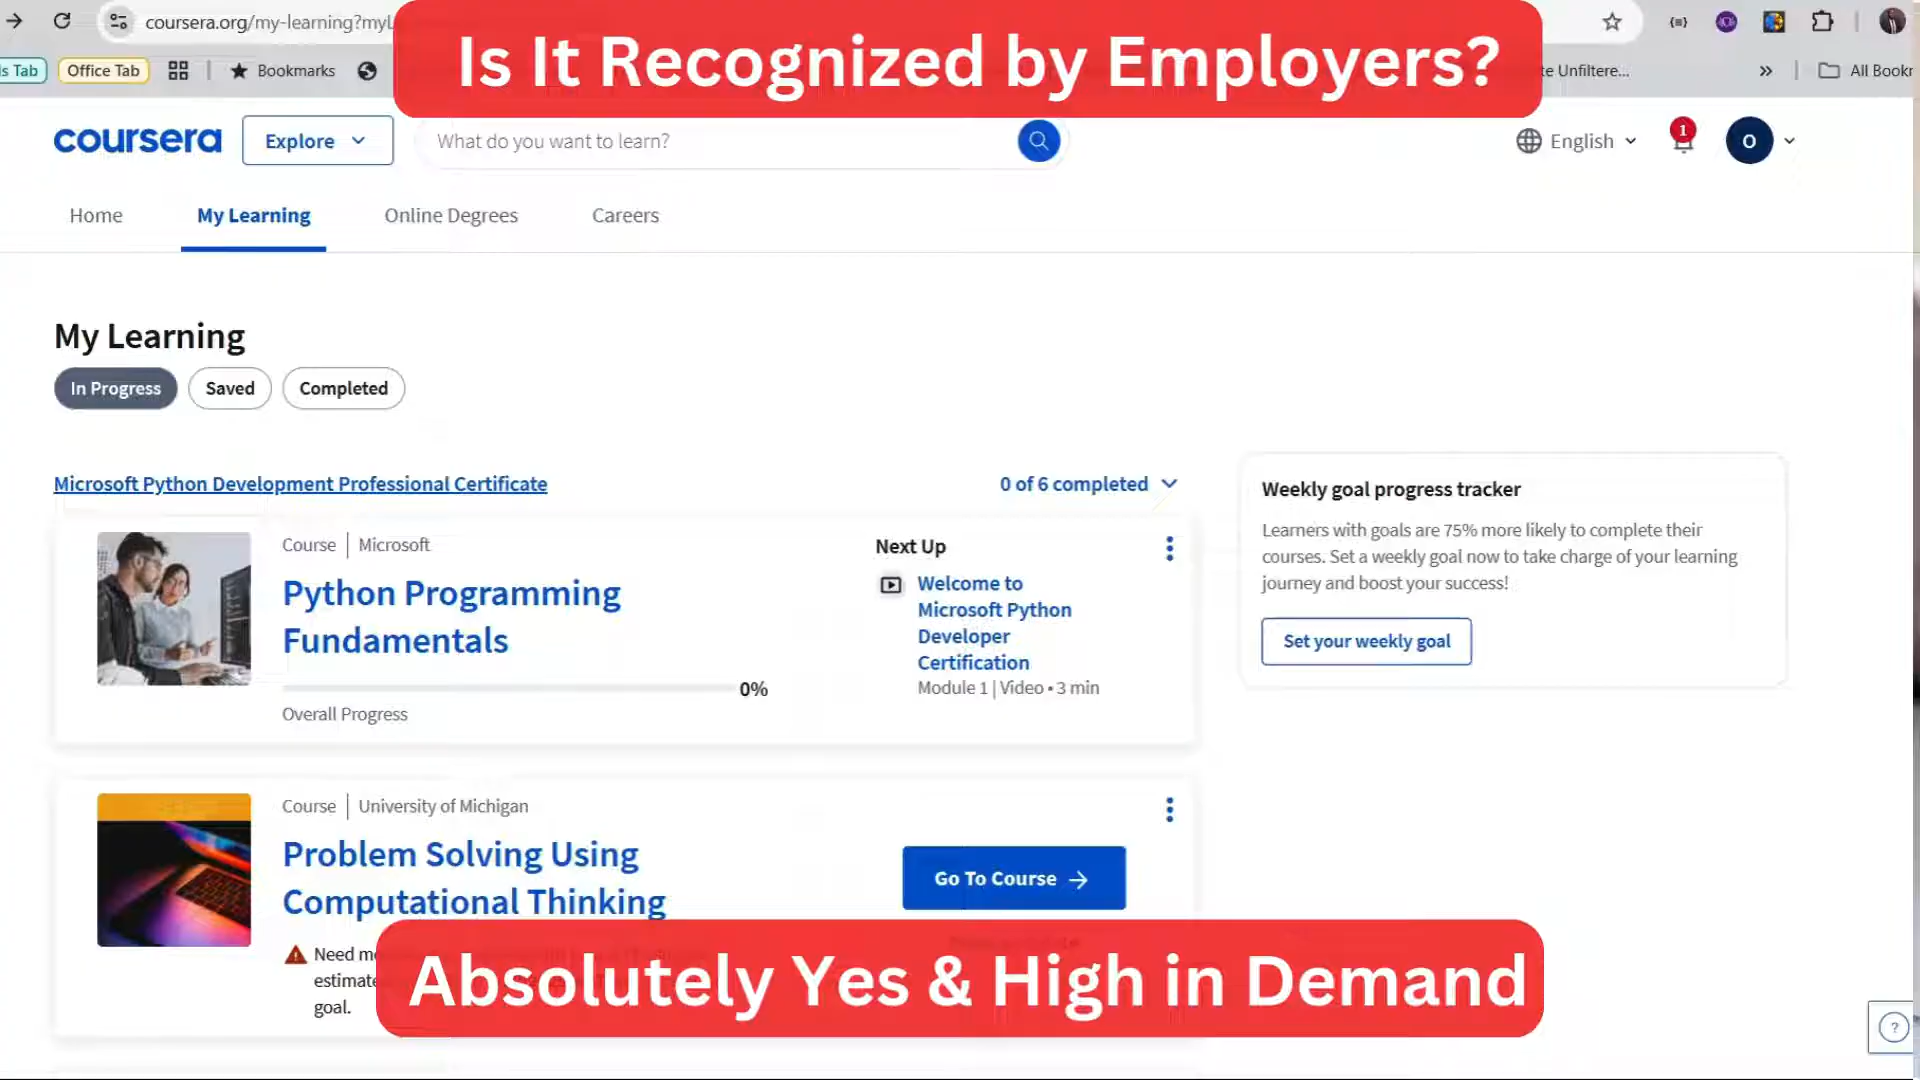 coursera.org/my-learning?myL
Is It Recognized by Employers?
s Tab
Office Tab
Bookmarks
te Unfiltere...
All Bookr
coursera
Explore
What do you want to learn?
English
1
O
Home
My Learning
Online Degrees
Careers
My Learning
In Progress
Saved
Completed
Microsoft Python Development Professional Certificate
0 of 6 completed
Course | Microsoft
Python Programming
Fundamentals
0%
Overall Progress
Next Up
Welcome to
Microsoft Python
Developer
Certification
Module 1 | Video • 3 min
Weekly goal progress tracker
Learners with goals are 75% more likely to complete their
courses. Set a weekly goal now to take charge of your learning
journey and boost your success!
Set your weekly goal
Course | University of Michigan
Problem Solving Using
Computational Thinking
Go To Course →
Need m
estimate
goal.
Absolutely Yes & High in Demand
?